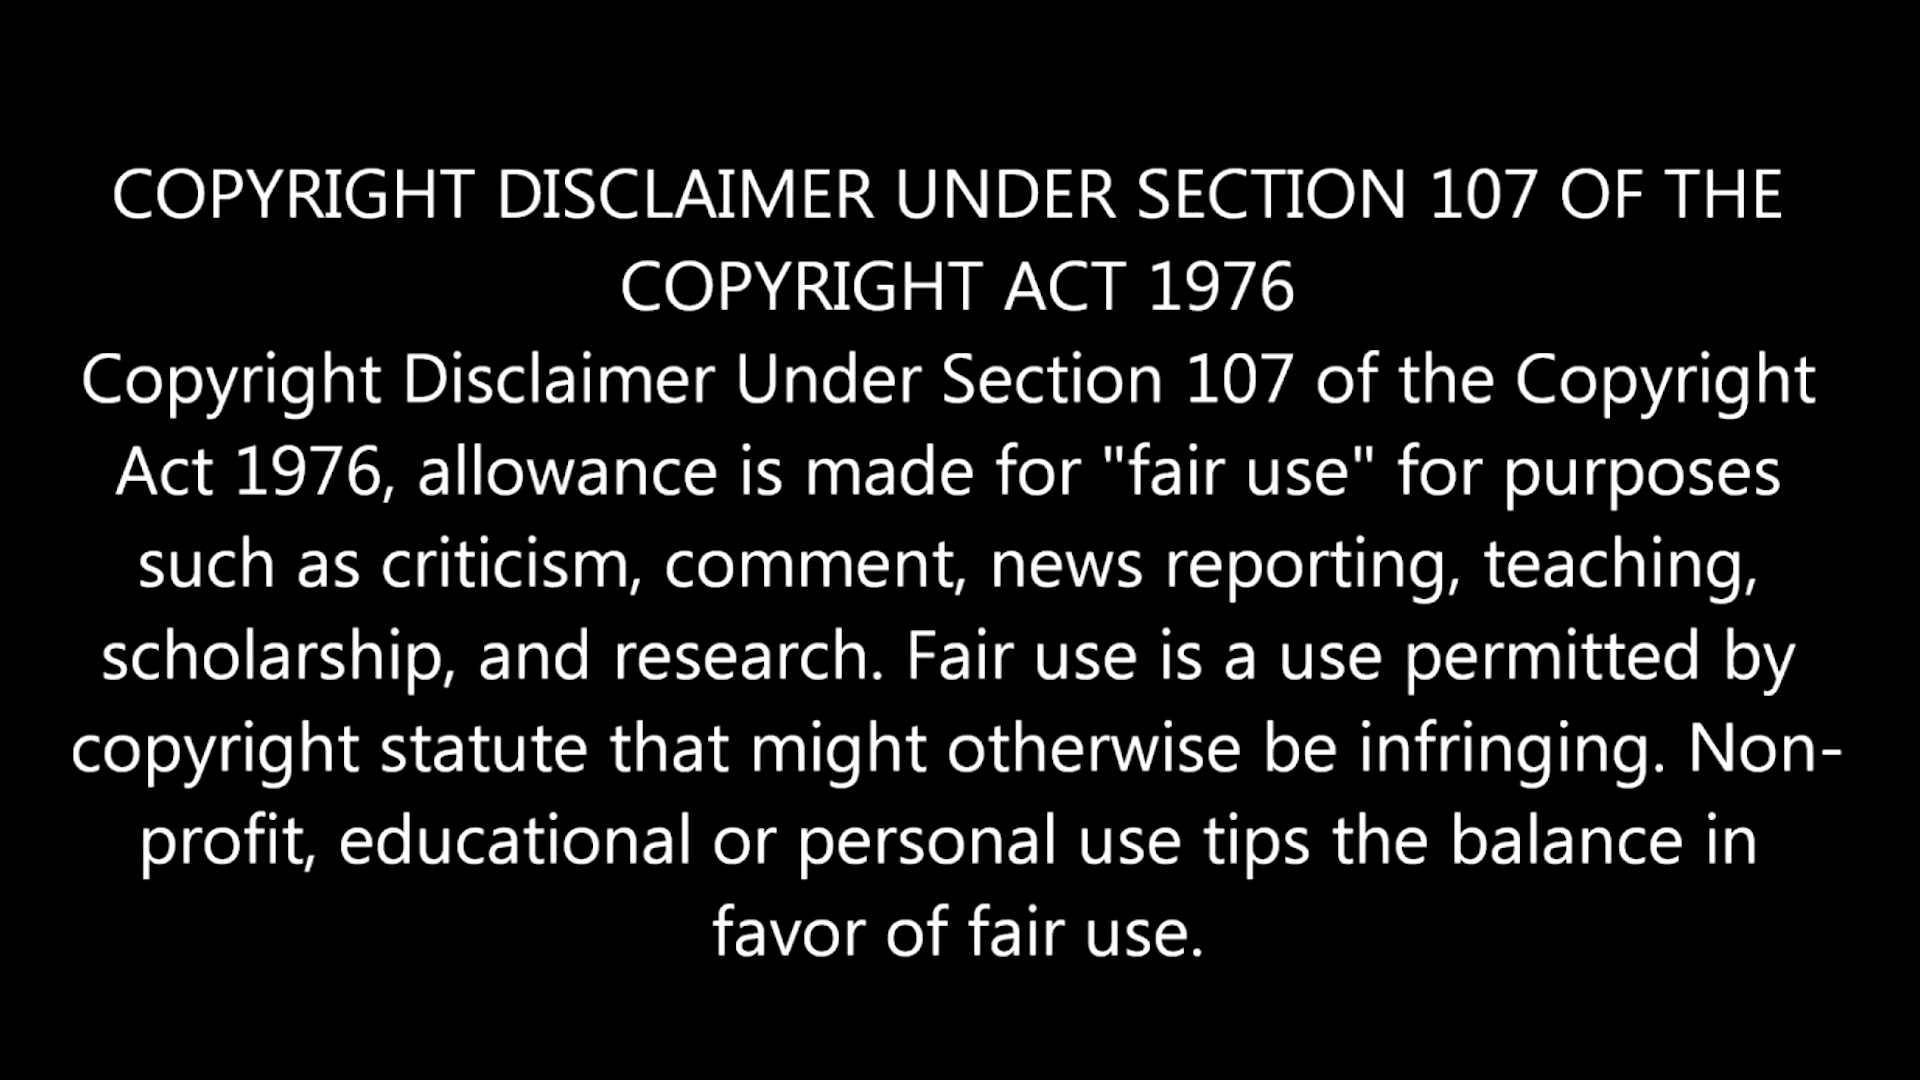 COPYRIGHT DISCLAIMER UNDER SECTION 107 OF THE
COPYRIGHT ACT 1976
Copyright Disclaimer Under Section 107 of the Copyright
Act 1976, allowance is made for "fair use" for purposes
such as criticism, comment, news reporting, teaching,
scholarship, and research. Fair use is a use permitted by
copyright statute that might otherwise be infringing. Non-
profit, educational or personal use tips the balance in
favor of fair use.